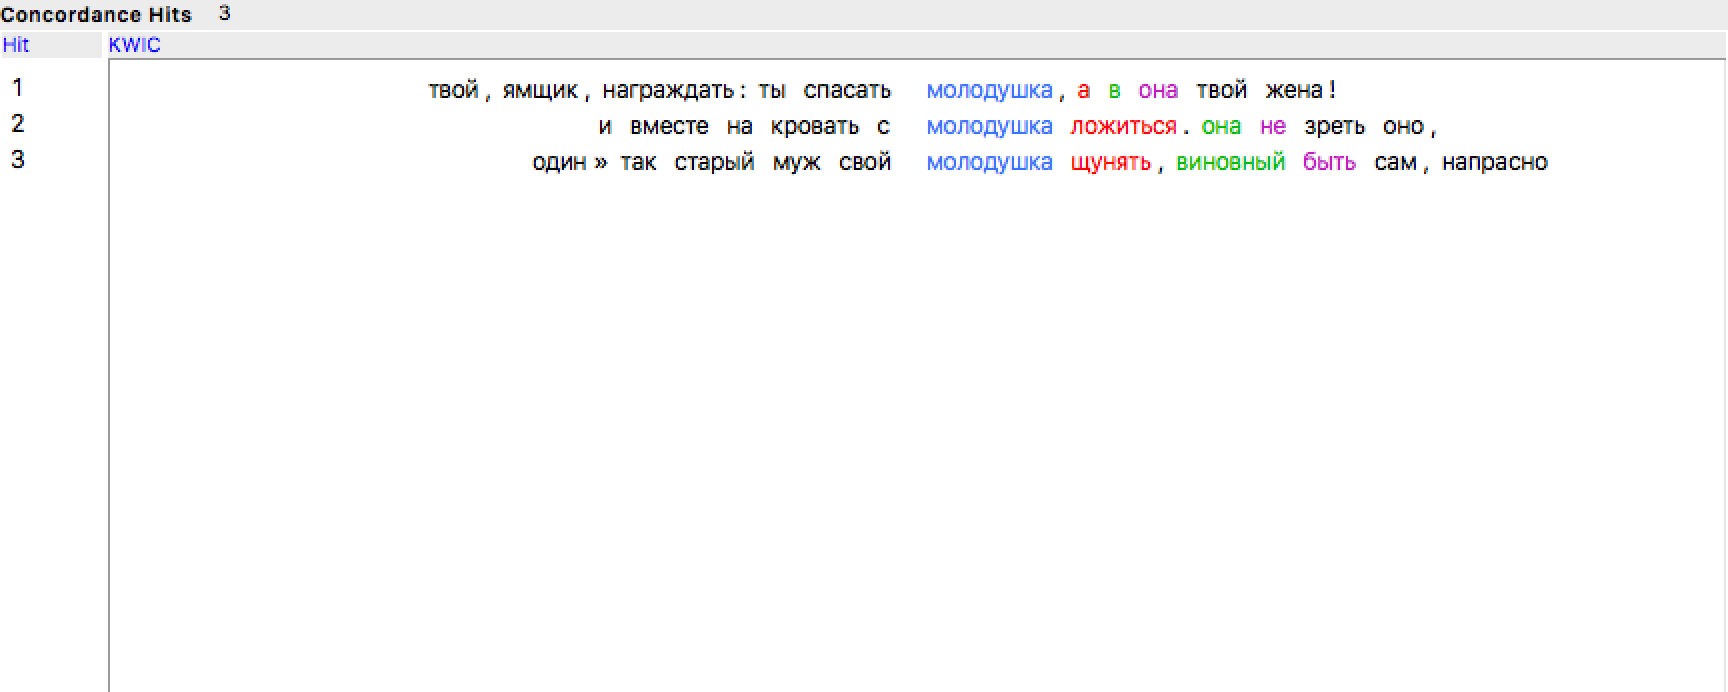 Concordance Hits 3
Hit KWIC
1 твой, ямщик, награждать: ты спасать молодушка, а в она твой жена!
2 и вместе на кровать с молодушка ложиться. она не зреть оно,
3 один» так старый муж свой молодушка щунять, виновный быть сам, напрасно